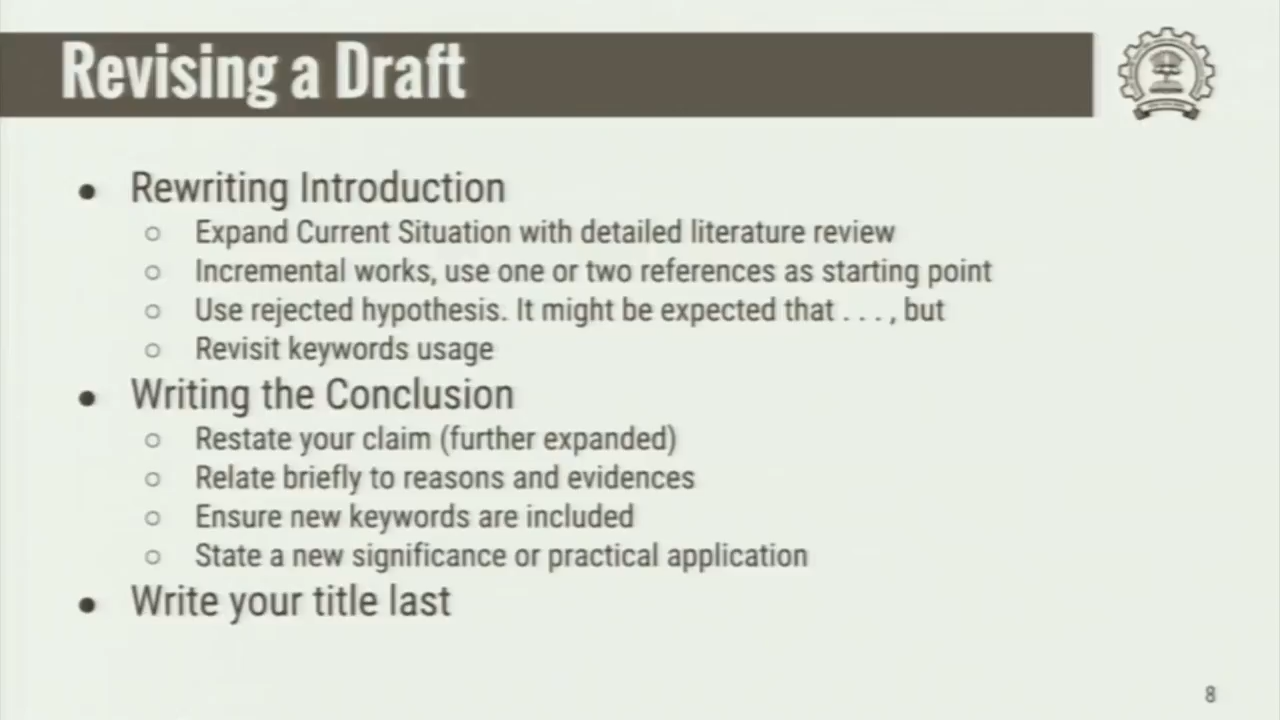 Revising a Draft
● Rewriting Introduction
○ Expand Current Situation with detailed literature review
○ Incremental works, use one or two references as starting point
○ Use rejected hypothesis. It might be expected that . . . , but
○ Revisit keywords usage
● Writing the Conclusion
○ Restate your claim (further expanded)
○ Relate briefly to reasons and evidences
○ Ensure new keywords are included
○ State a new significance or practical application
● Write your title last
8